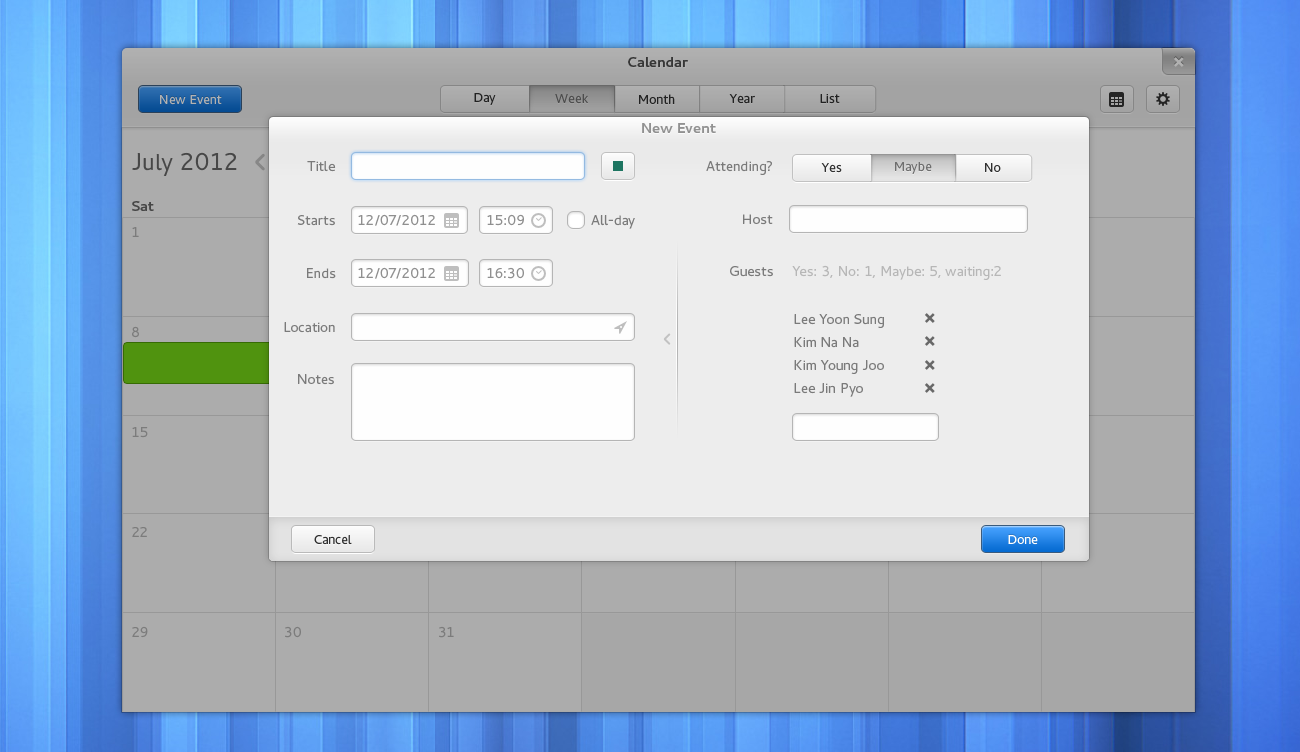 Calendar
New Event
Day Week Month Year List
July 2012
Sat
1
8
15
22
29 30 31
New Event
Title
Starts 12/07/2012 15:09 All-day
Ends 12/07/2012 16:30
Location
Notes
Attending? Yes Maybe No
Host
Guests Yes: 3, No: 1, Maybe: 5, waiting:2
Lee Yoon Sung
Kim Na Na
Kim Young Joo
Lee Jin Pyo
Cancel Done